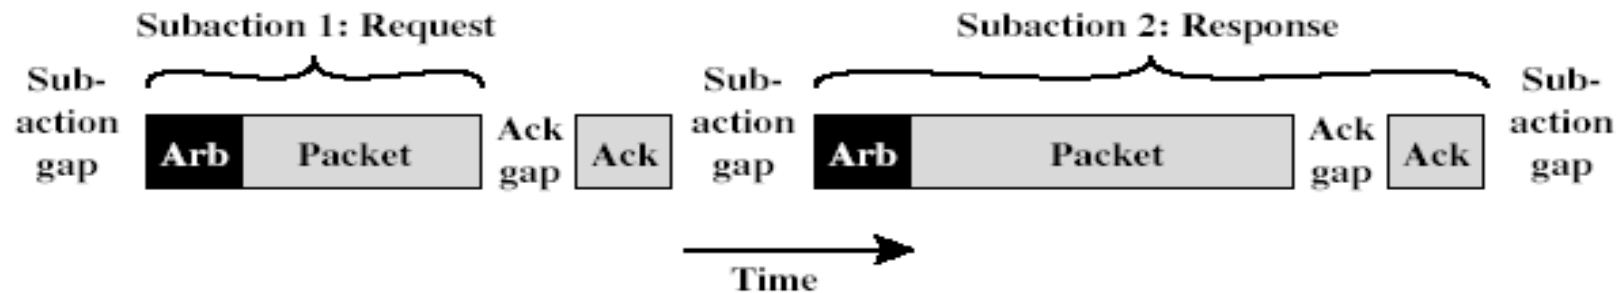 Subaction 1: Request
Subaction 2: Response
Sub-
action
gap
Arb
Packet
Ack
gap
Ack
Sub-
action
gap
Arb
Packet
Ack
gap
Ack
Sub-
action
gap
Time